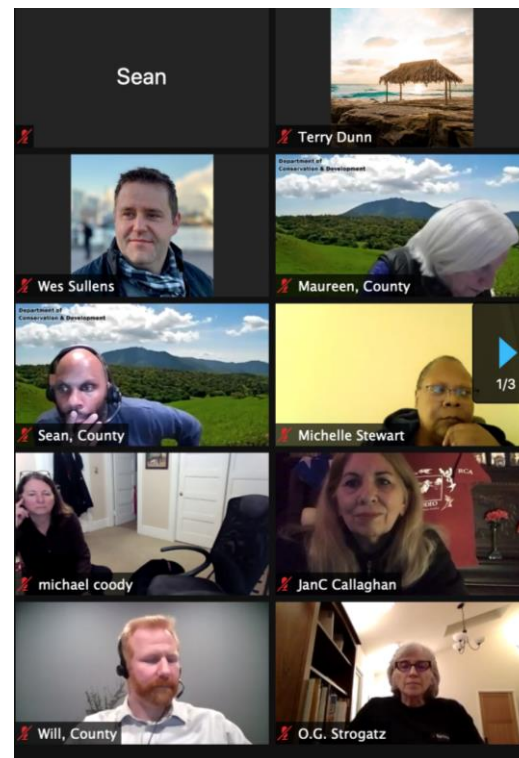 Sean
Terry Dunn
Wes Sullens
Department of
Conservation & Development
Maureen, County
Department of
Conservation & Development
Sean, County
Michelle Stewart
1/3
michael coody
RCA
JanC Callaghan
Will, County
O.G. Strogatz